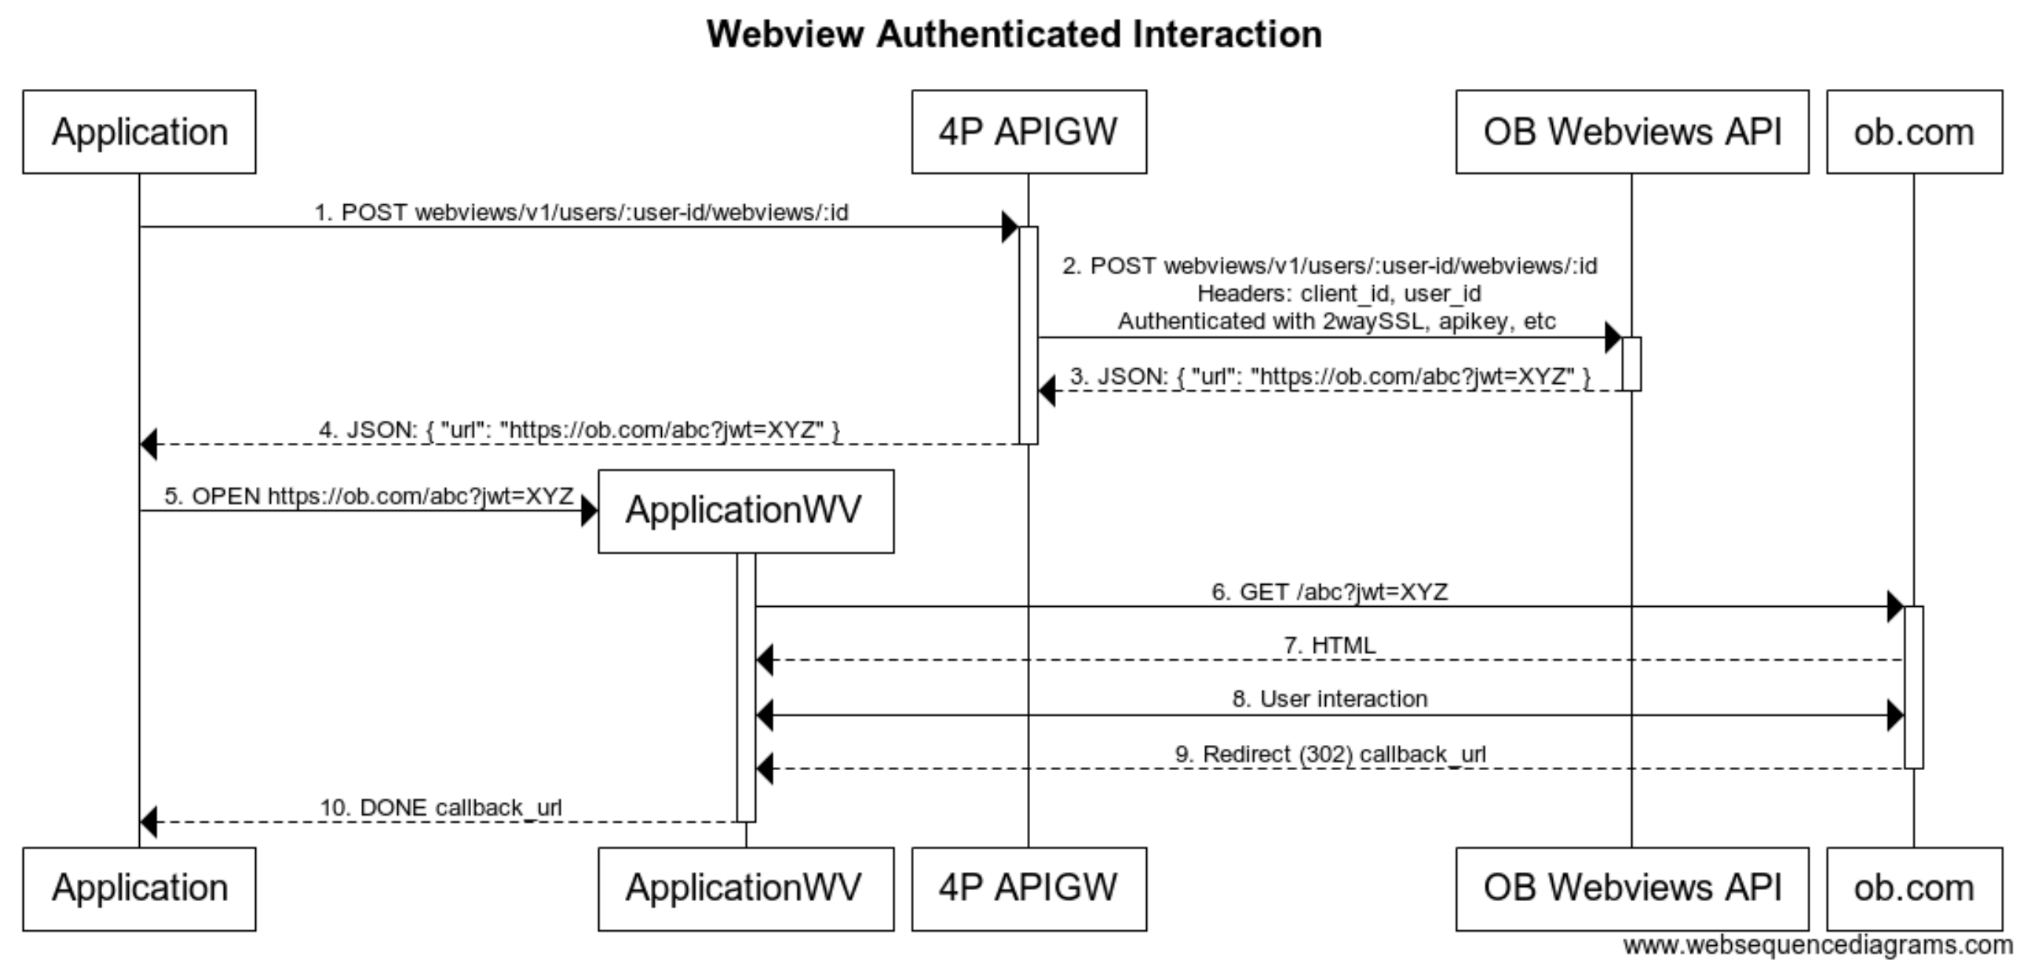 Webview Authenticated Interaction
Application
4P APIGW
OB Webviews API
ob.com
1. POST webviews/v1/users/:user-id/webviews/:id
2. POST webviews/v1/users/:user-id/webviews/:id
Headers: client_id, user_id
Authenticated with 2waySSL, apikey, etc
3. JSON: { "url": "https://ob.com/abc?jwt=XYZ" }
4. JSON: { "url": "https://ob.com/abc?jwt=XYZ" }
5. OPEN https://ob.com/abc?jwt=XYZ
ApplicationWV
6. GET /abc?jwt=XYZ
7. HTML
8. User interaction
9. Redirect (302) callback_url
10. DONE callback_url
Application
ApplicationWV
4P APIGW
OB Webviews API
ob.com
www.websequencediagrams.com